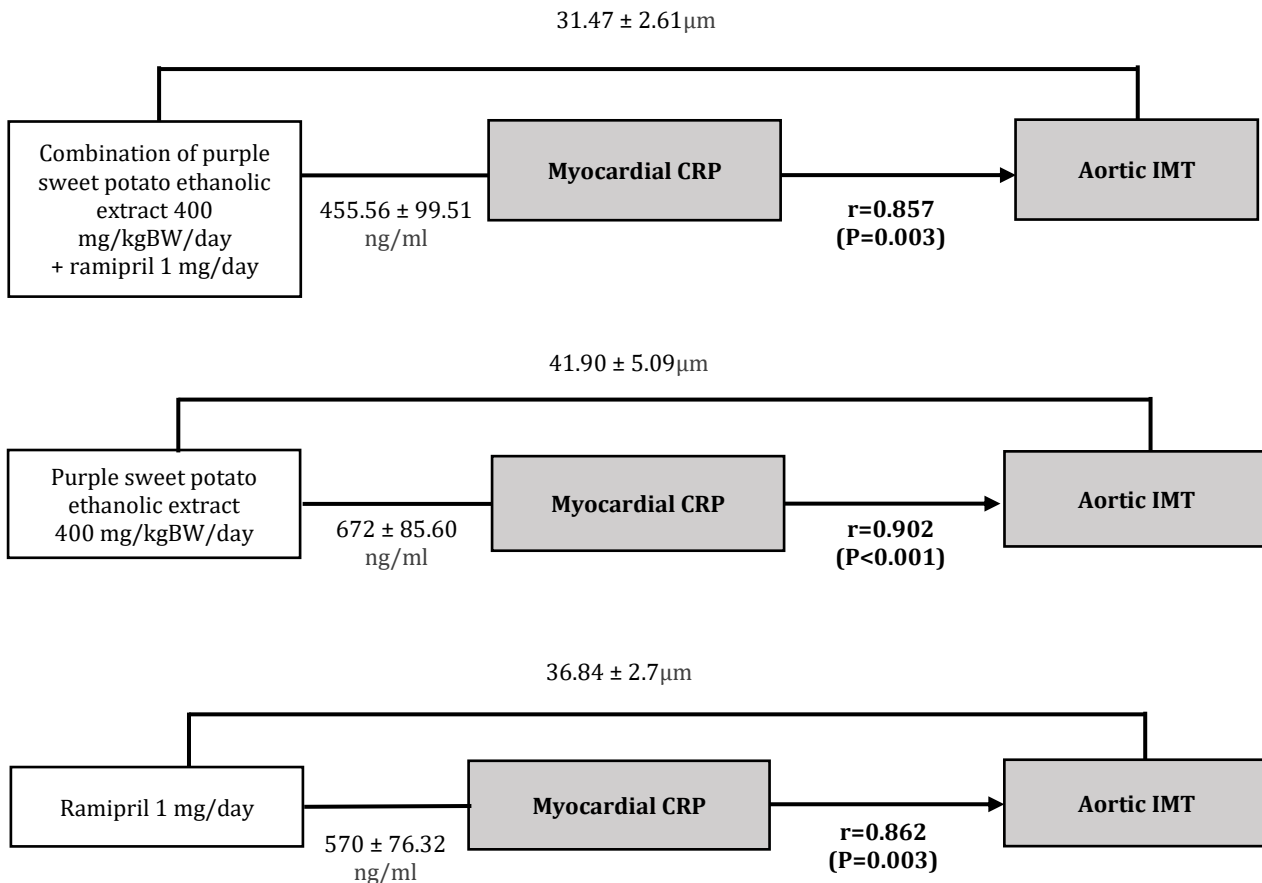 31.47 ± 2.61μm
Combination of purple
sweet potato ethanolic
extract 400
mg/kgBW/day
+ ramipril 1 mg/day
455.56 ± 99.51
ng/ml
Myocardial CRP
r=0.857
(P=0.003)
Aortic IMT
41.90 ± 5.09μm
Purple sweet potato
ethanolic extract
400 mg/kgBW/day
672 ± 85.60
ng/ml
Myocardial CRP
r=0.902
(P<0.001)
Aortic IMT
36.84 ± 2.7μm
Ramipril 1 mg/day
570 ± 76.32
ng/ml
Myocardial CRP
r=0.862
(P=0.003)
Aortic IMT